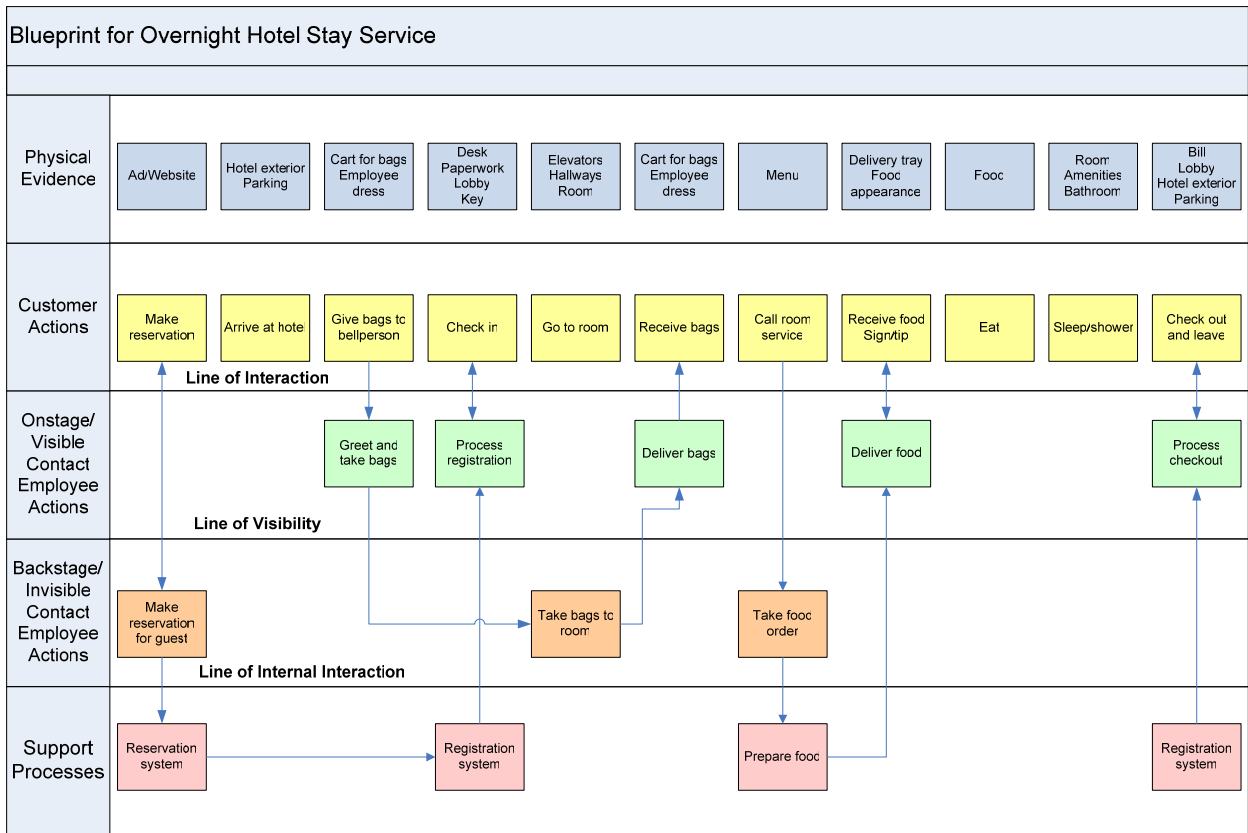 Blueprint for Overnight Hotel Stay Service
Physical
Evidence
Ad/Website
Hotel exterior
Parking
Cart for bags
Employee
dress
Desk
Paperwork
Lobby
Key
Elevators
Hallways
Room
Cart for bags
Employee
dress
Menu
Delivery tray
Food
appearance
Food
Room
Amenities
Bathroom
Bill
Lobby
Hotel exterior
Parking
Customer
Actions
Make
reservation
Arrive at hotel
Give bags to
bellperson
Check in
Go to room
Receive bags
Call room
service
Receive food
Sign/tip
Eat
Sleep/shower
Check out
and leave
Line of Interaction
Onstage/
Visible
Contact
Employee
Actions
Greet and
take bags
Process
registration
Deliver bags
Deliver food
Process
checkout
Line of Visibility
Backstage/
Invisible
Contact
Employee
Actions
Make
reservation
for guest
Take bags to
room
Take food
order
Line of Internal Interaction
Support
Processes
Reservation
system
Registration
system
Prepare food
Registration
system